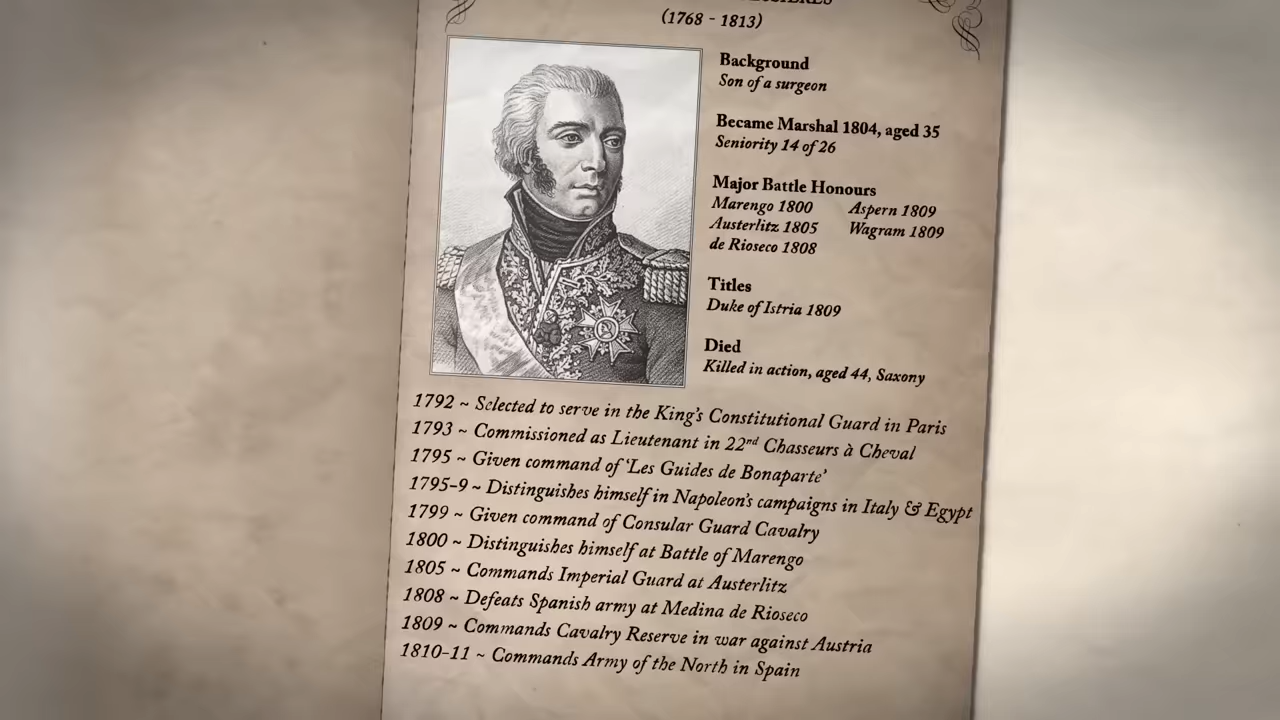 (1768 - 1813)
Background
Son of a surgeon
Became Marshal 1804, aged 35
Seniority 14 of 26
Major Battle Honours
Marengo 1800 Aspern 1809
Austerlitz 1805 Wagram 1809
de Rioseco 1808
Titles
Duke of Istria 1809
Died
Killed in action, aged 44, Saxony
1792 ~ Selected to serve in the King's Constitutional Guard in Paris
1793 ~ Commissioned as Lieutenant in 22nd Chasseurs à Cheval
1795 ~ Given command of 'Les Guides de Bonaparte'
1795-9 ~ Distinguishes himself in Napoleon's campaigns in Italy & Egypt
1799 ~ Given command of Consular Guard Cavalry
1800 ~ Distinguishes himself at Battle of Marengo
1805 ~ Commands Imperial Guard at Austerlitz
1808 ~ Defeats Spanish army at Medina de Rioseco
1809 ~ Commands Cavalry Reserve in war against Austria
1810-11 ~ Commands Army of the North in Spain